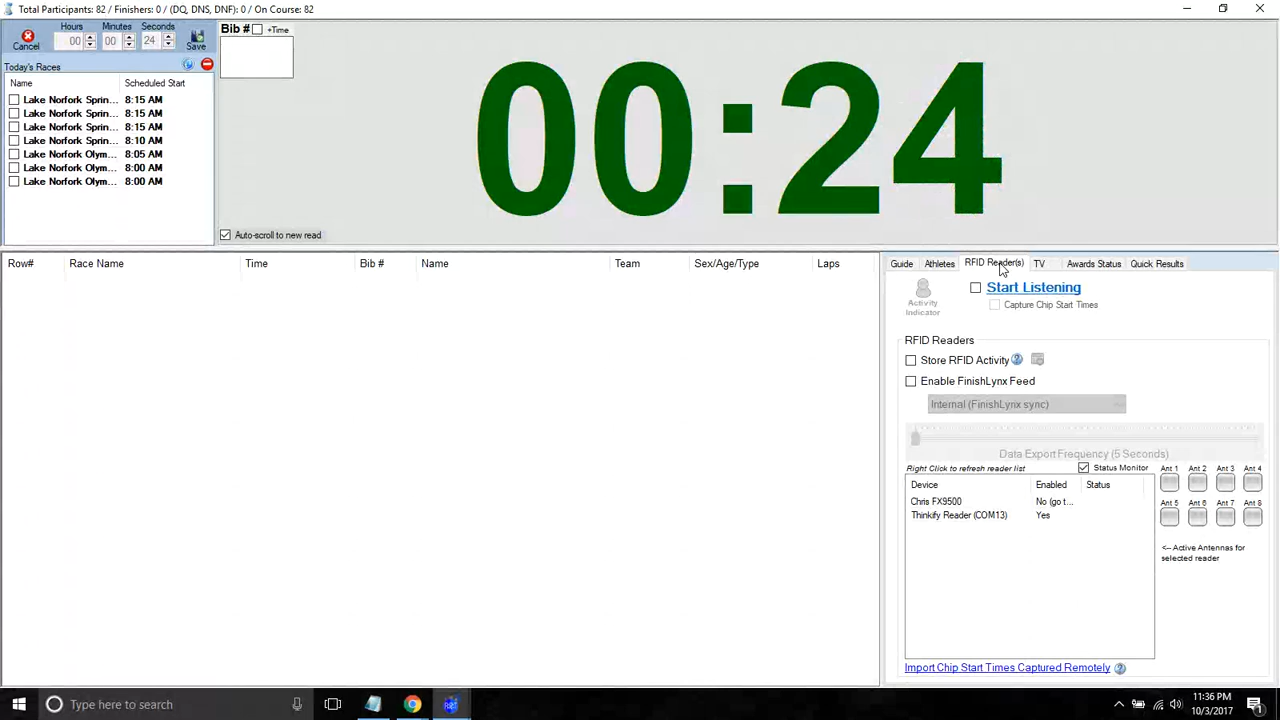 Total Participants: 82 / Finishers: 0 / (DQ, DNS, DNF): 0 / On Course: 82
Hours Minutes Seconds
Cancel 00 00 24 Save
Bib # +Time
Today's Races
Name Scheduled Start
Lake Norfork Sprin... 8:15 AM
Lake Norfork Sprin... 8:15 AM
Lake Norfork Sprin... 8:15 AM
Lake Norfork Sprin... 8:10 AM
Lake Norfork Olym... 8:05 AM
Lake Norfork Olym... 8:00 AM
Lake Norfork Olym... 8:00 AM
00:24
Auto-scroll to new read
Row# Race Name Time Bib # Name Team Sex/Age/Type Laps
Guide Athletes RFID Reader(s) TV Awards Status Quick Results
Activity Indicator
Start Listening
Capture Chip Start Times
RFID Readers
Store RFID Activity
Enable FinishLynx Feed
Internal (FinishLynx sync)
Data Export Frequency (5 Seconds)
Right Click to refresh reader list Status Monitor
Ant 1 Ant 2 Ant 3 Ant 4
Device Enabled Status
Chris FX9500 No (go t...
Ant 5 Ant 6 Ant 7 Ant 8
Thinkify Reader (COM13) Yes
<-- Active Antennas for
selected reader
Import Chip Start Times Captured Remotely
Type here to search
11:36 PM
10/3/2017